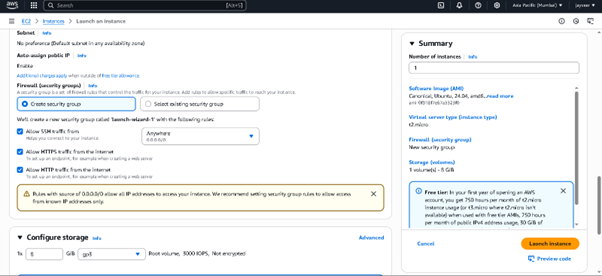 aws
Search
[Alt+S]
Asia Pacific (Mumbai)
EC2 > Instances > Launch an instance
Subnet Info
No preference (Default subnet in any availability zone)
Auto-assign public IP Info
Enable
Additional charges apply when outside of free tier allowance
Firewall (security groups) Info
A security group is a set of firewall rules that control the traffic for your instance. Add rules to allow specific traffic to reach your instance.
Create security group
Select existing security group
We'll create a new security group called 'launch-wizard-1' with the following rules:
Allow SSH traffic from
Helps you connect to your instance
Anywhere
0.0.0.0/0
Allow HTTPS traffic from the internet
To set up an endpoint, for example when creating a web server
Allow HTTP traffic from the internet
To set up an endpoint, for example when creating a web server
Rules with source of 0.0.0.0/0 allow all IP addresses to access your instance. We recommend setting security group rules to allow access
from known IP addresses only.
Configure storage Info
Advanced
1x 8 GiB gp3 Root volume, 3000 IOPS, Not encrypted
Summary
Number of instances Info
1
Software Image (AMI)
Canonical, Ubuntu, 24.04, amd6...read more
Virtual server type (instance type)
t2.micro
Firewall (security group)
New security group
Storage (volumes)
1 volume(s) - 8 GiB
Free tier: In your first year of opening an AWS
account, you get 750 hours per month of t2.micro
instance usage (or t3.micro where t2.micro isn't
available) when used with free tier AMIs, 750 hours
per month of public IPv4 address usage, 30 GiB of
Cancel
Launch instance
Preview code